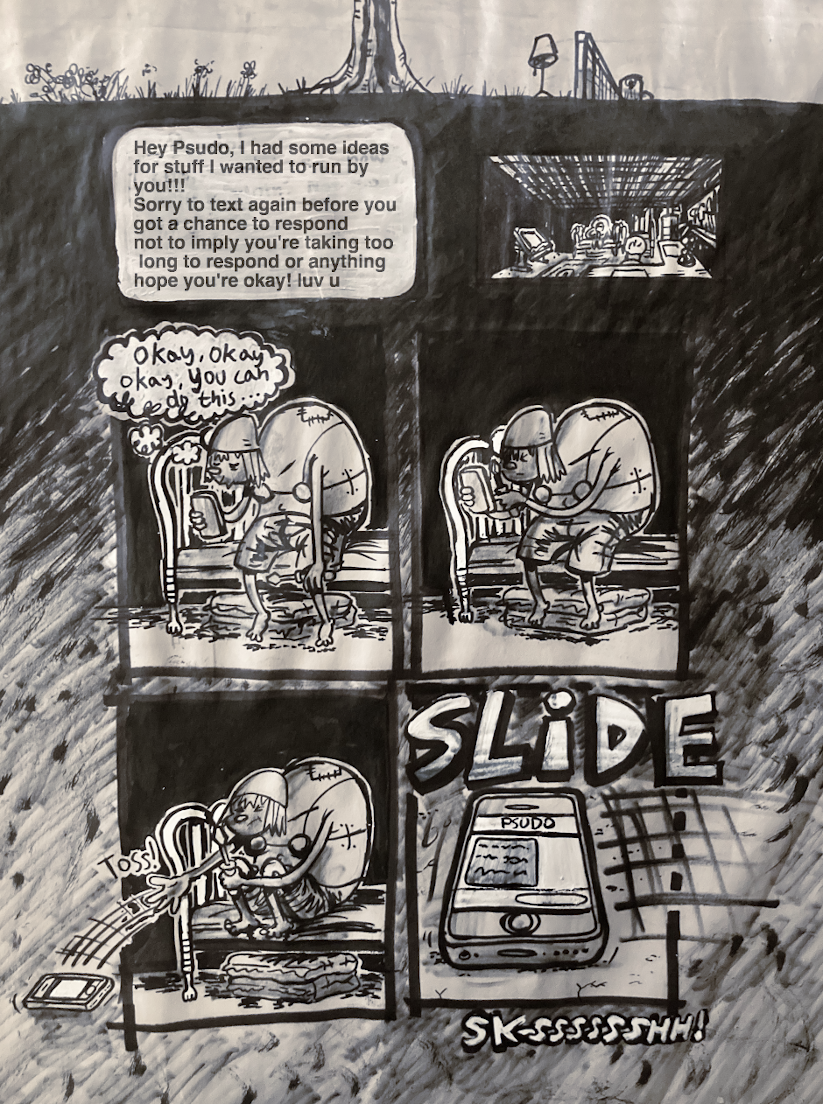 Hey Psudo, I had some ideas
for stuff I wanted to run by
you!!!
Sorry to text again before you
got a chance to respond
not to imply you're taking too
long to respond or anything
hope you're okay! luv u
Okay, okay
okay, you can
do this...
TOSS!
SLiDE
PSUDO
SK-SSSSSSSHH!